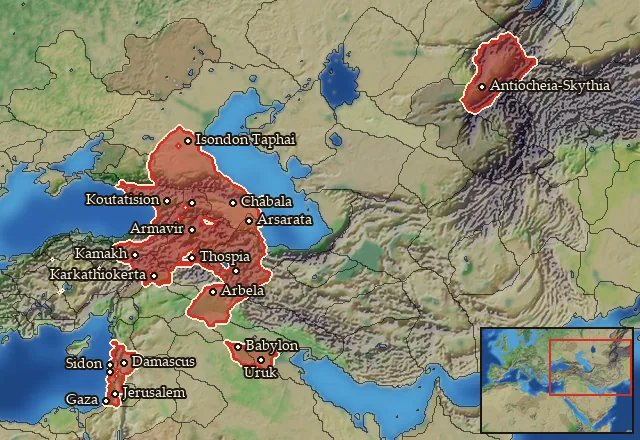 Antiocheia-Skythia
Isondon Taphai
Koutatision
Chabala
Arsarata
Armavir
Kamakh
Thospia
Karkathiokerta
Arbela
Babylon
Uruk
Sidon
Damascus
Jerusalem
Gaza